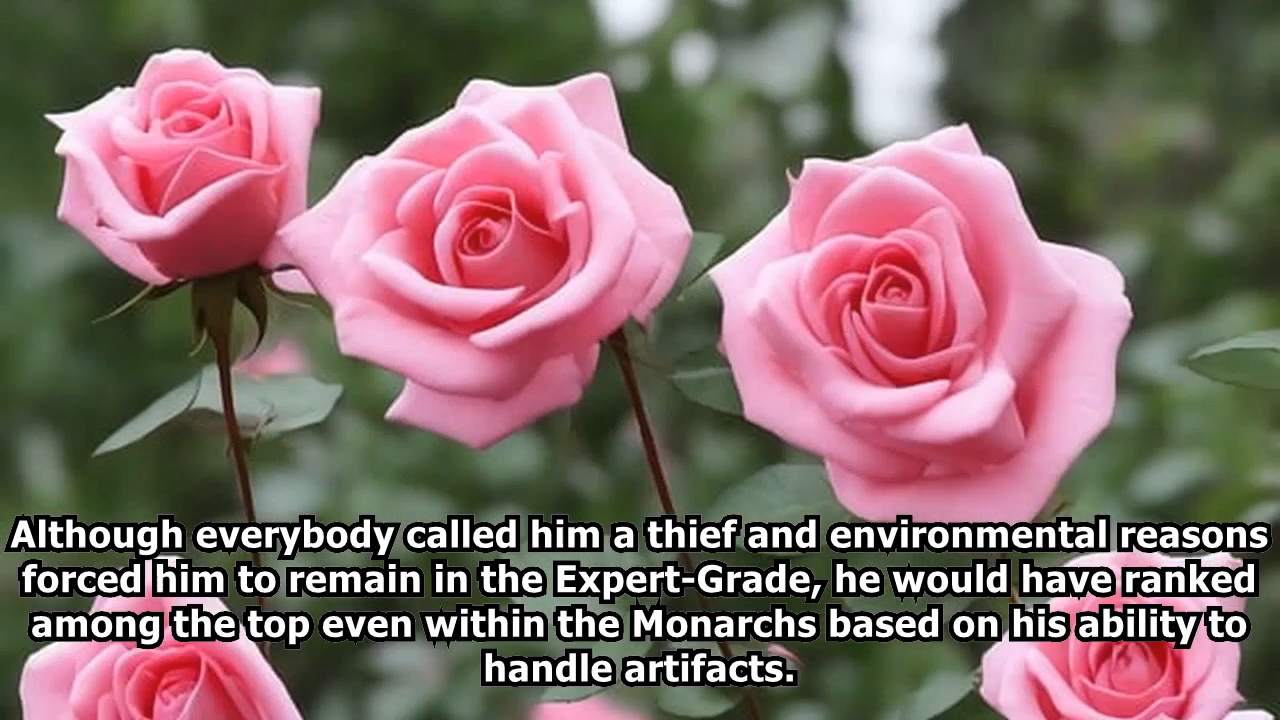 Although everybody called him a thief and environmental reasons
forced him to remain in the Expert-Grade, he would have ranked
among the top even within the Monarchs based on his ability to
handle artifacts.